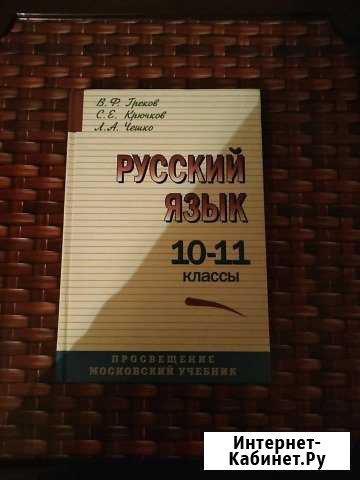 В. Ф. Греков
С. Е. Крючков
Л. А. Чешко
РУССКИЙ
ЯЗЫК
10-11
КЛАССЫ
ПРОСВЕЩЕНИЕ
МОСКОВСКИЙ УЧЕБНИК
Интернет-
Кабинет.Ру